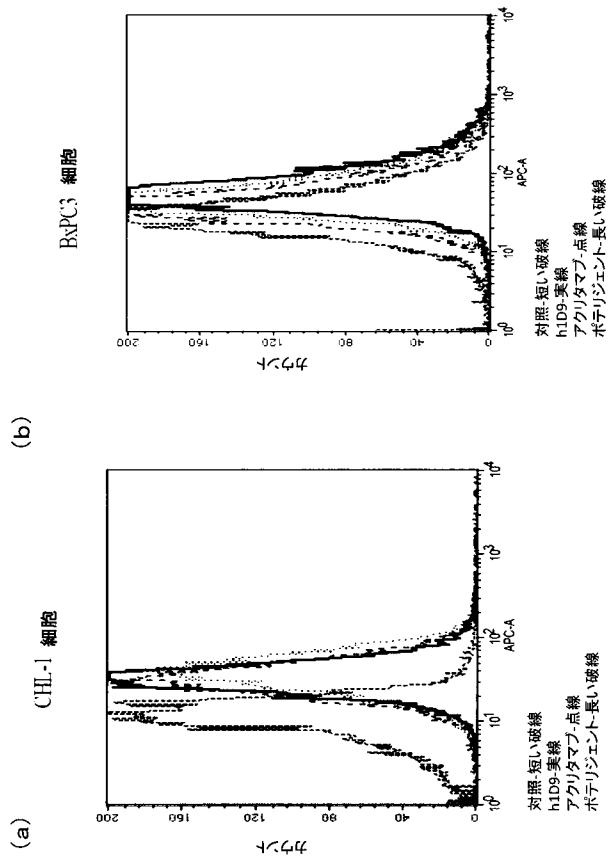 (a)
CHL-1 細胞
カウント
200
160
120
80
40
0
10^0
10^1
10^2
10^3
10^4
APC-A
対照-短い破線
h1D9-実線
アクリタマブ-点線
ポテリジェント-長い破線
(b)
BxPC3 細胞
カウント
200
160
120
80
40
0
10^0
10^1
10^2
10^3
10^4
APC-A
対照-短い破線
h1D9-実線
アクリタマブ-点線
ポテリジェント-長い破線